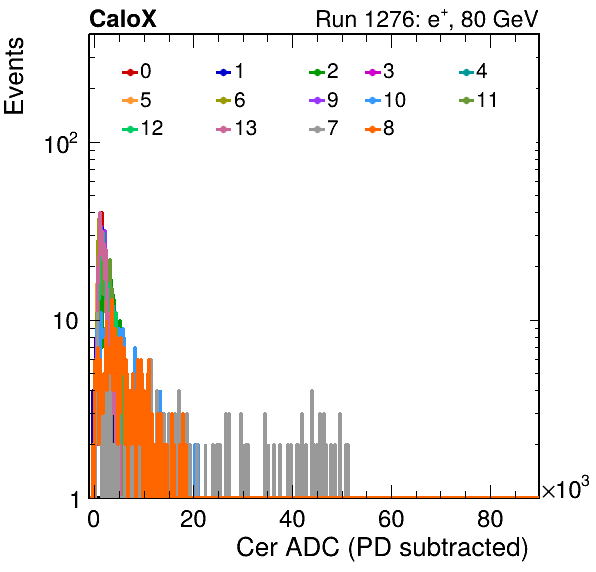 CaloX Run 1276: e⁺, 80 GeV
Events
0 1 2 3 4
5 6 9 10 11
12 13 7 8
10²
10
1
0 20 40 60 80 ×10³
Cer ADC (PD subtracted)